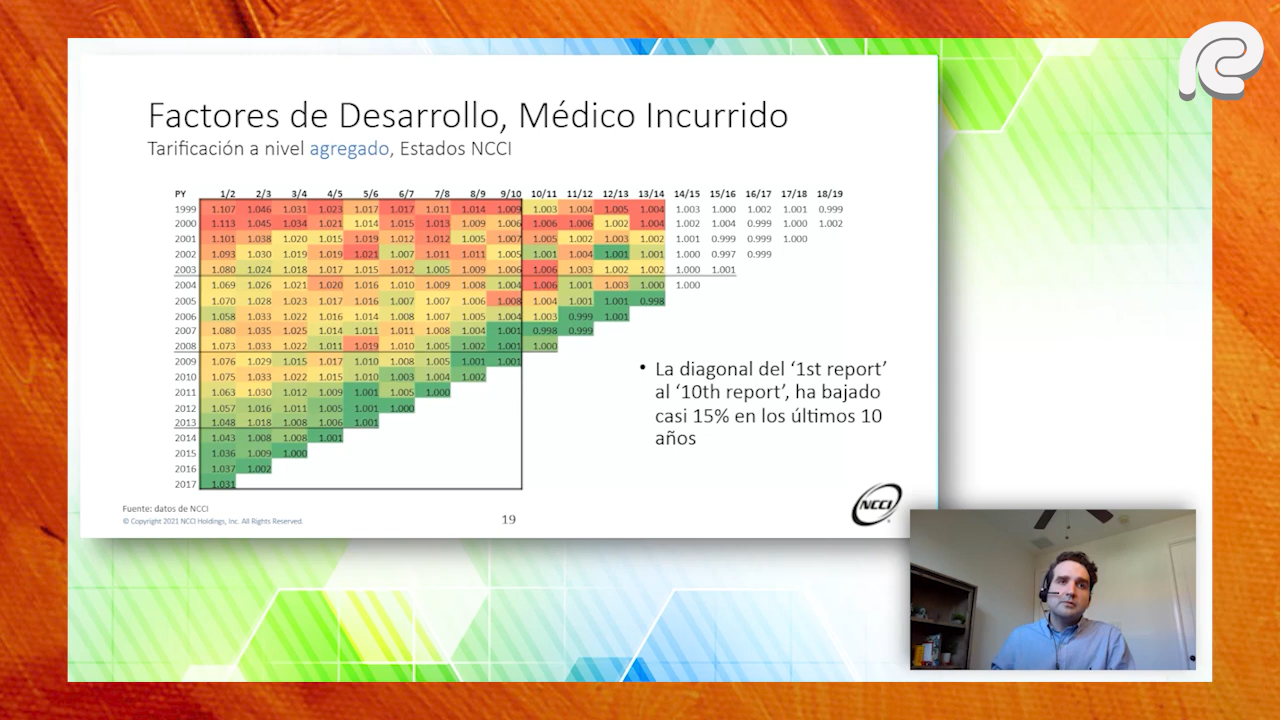 Factores de Desarrollo, Médico Incurrido
Tarificación a nivel agregado, Estados NCCI
PY 1/2 2/3 3/4 4/5 5/6 6/7 7/8 8/9 9/10 10/11 11/12 12/13 13/14 14/15 15/16 16/17 17/18 18/19
1999 1.107 1.046 1.031 1.023 1.017 1.017 1.011 1.014 1.009 1.003 1.004 1.005 1.004 1.003 1.000 1.002 1.001 0.999
2000 1.113 1.045 1.034 1.021 1.014 1.015 1.013 1.009 1.006 1.006 1.006 1.002 1.004 1.002 1.004 0.999 1.000 1.002
2001 1.101 1.038 1.020 1.015 1.019 1.012 1.012 1.005 1.007 1.005 1.002 1.003 1.002 1.001 0.999 0.999 1.000
2002 1.093 1.030 1.019 1.019 1.021 1.007 1.011 1.011 1.005 1.001 1.004 1.001 1.001 1.000 0.997 0.999
2003 1.080 1.024 1.018 1.017 1.015 1.012 1.005 1.009 1.006 1.006 1.003 1.002 1.002 1.000 1.001
2004 1.069 1.026 1.021 1.020 1.016 1.010 1.009 1.008 1.004 1.006 1.001 1.003 1.000 1.000
2005 1.070 1.028 1.023 1.017 1.016 1.007 1.007 1.006 1.008 1.004 1.001 1.001 0.998
2006 1.058 1.033 1.022 1.016 1.014 1.008 1.007 1.005 1.004 1.003 0.999 1.001
2007 1.080 1.035 1.025 1.014 1.011 1.011 1.008 1.004 1.001 0.998 0.999
2008 1.073 1.033 1.022 1.011 1.019 1.010 1.005 1.002 1.001 1.000
2009 1.076 1.029 1.015 1.017 1.010 1.008 1.005 1.001 1.001
2010 1.075 1.033 1.022 1.015 1.010 1.003 1.004 1.002
2011 1.063 1.030 1.012 1.009 1.001 1.005 1.000
2012 1.057 1.016 1.011 1.005 1.001 1.000
2013 1.048 1.018 1.008 1.006 1.001
2014 1.043 1.008 1.008 1.001
2015 1.036 1.009 1.000
2016 1.037 1.002
2017 1.031
• La diagonal del ‘1st report’
al ‘10th report’, ha bajado
casi 15% en los últimos 10
años
Fuente: datos de NCCI
© Copyright 2021 NCCI Holdings, Inc. All Rights Reserved.
19
NCCI